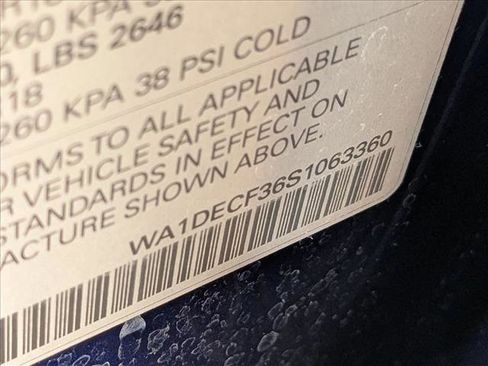 260 KPA
, LBS 2646
18
260 KPA 38 PSI COLD
ORMS TO ALL APPLICABLE
VEHICLE SAFETY AND
STANDARDS IN EFFECT ON
FACTURE SHOWN ABOVE.
WA1DECF36S1063360